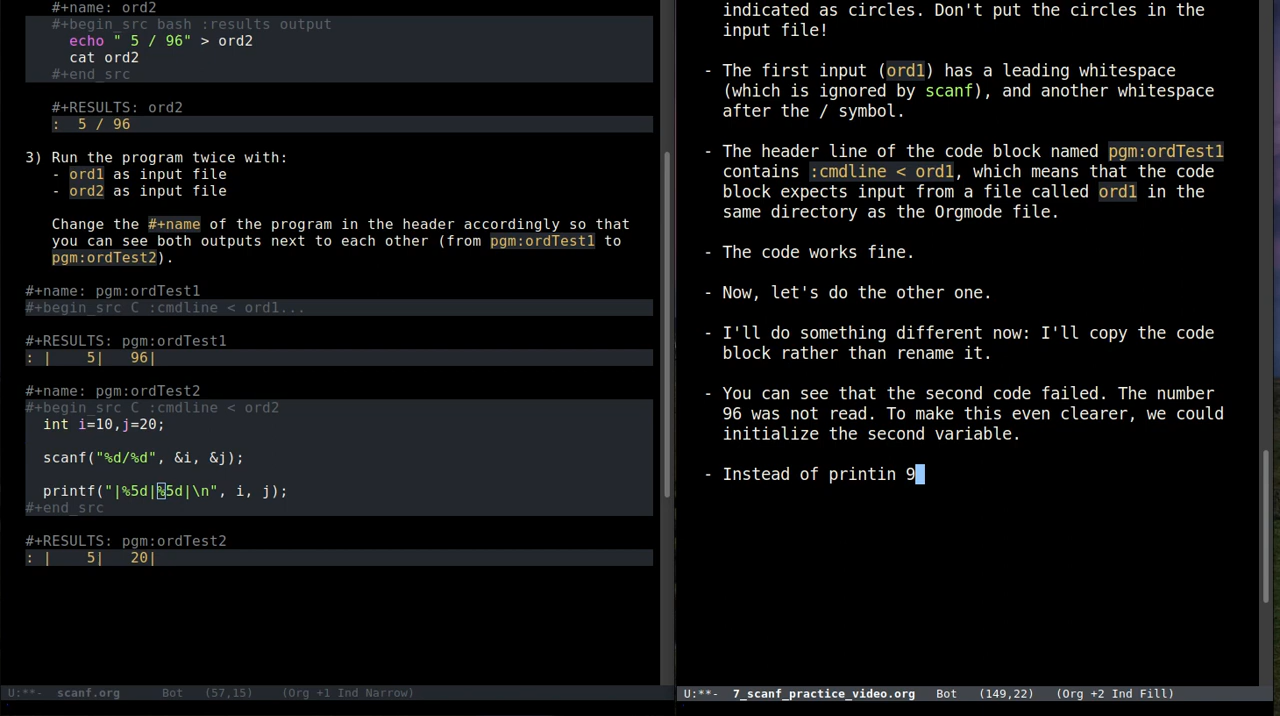 #+name: ord2
#+begin_src bash :results output
echo " 5 / 96" > ord2
cat ord2
#+end_src
#+RESULTS: ord2
:  5 / 96
3) Run the program twice with:
- ord1 as input file
- ord2 as input file
Change the #+name of the program in the header accordingly so that
you can see both outputs next to each other (from pgm:ordTest1 to
pgm:ordTest2).
#+name: pgm:ordTest1
#+begin_src C :cmdline < ord1...
#+RESULTS: pgm:ordTest1
: |    5|   96|
#+name: pgm:ordTest2
#+begin_src C :cmdline < ord2
int i=10,j=20;
scanf("%d/%d", &i, &j);
printf("|%5d|%5d|\n", i, j);
#+end_src
#+RESULTS: pgm:ordTest2
: |    5|   20|
U:**-  scanf.org      Bot   (57,15)    (Org +1 Ind Narrow)
indicated as circles. Don't put the circles in the
input file!
- The first input (ord1) has a leading whitespace
(which is ignored by scanf), and another whitespace
after the / symbol.
- The header line of the code block named pgm:ordTest1
contains :cmdline < ord1, which means that the code
block expects input from a file called ord1 in the
same directory as the Orgmode file.
- The code works fine.
- Now, let's do the other one.
- I'll do something different now: I'll copy the code
block rather than rename it.
- You can see that the second code failed. The number
96 was not read. To make this even clearer, we could
initialize the second variable.
- Instead of printin 9
U:**-  7_scanf_practice_video.org   Bot   (149,22)   (Org +2 Ind Fill)